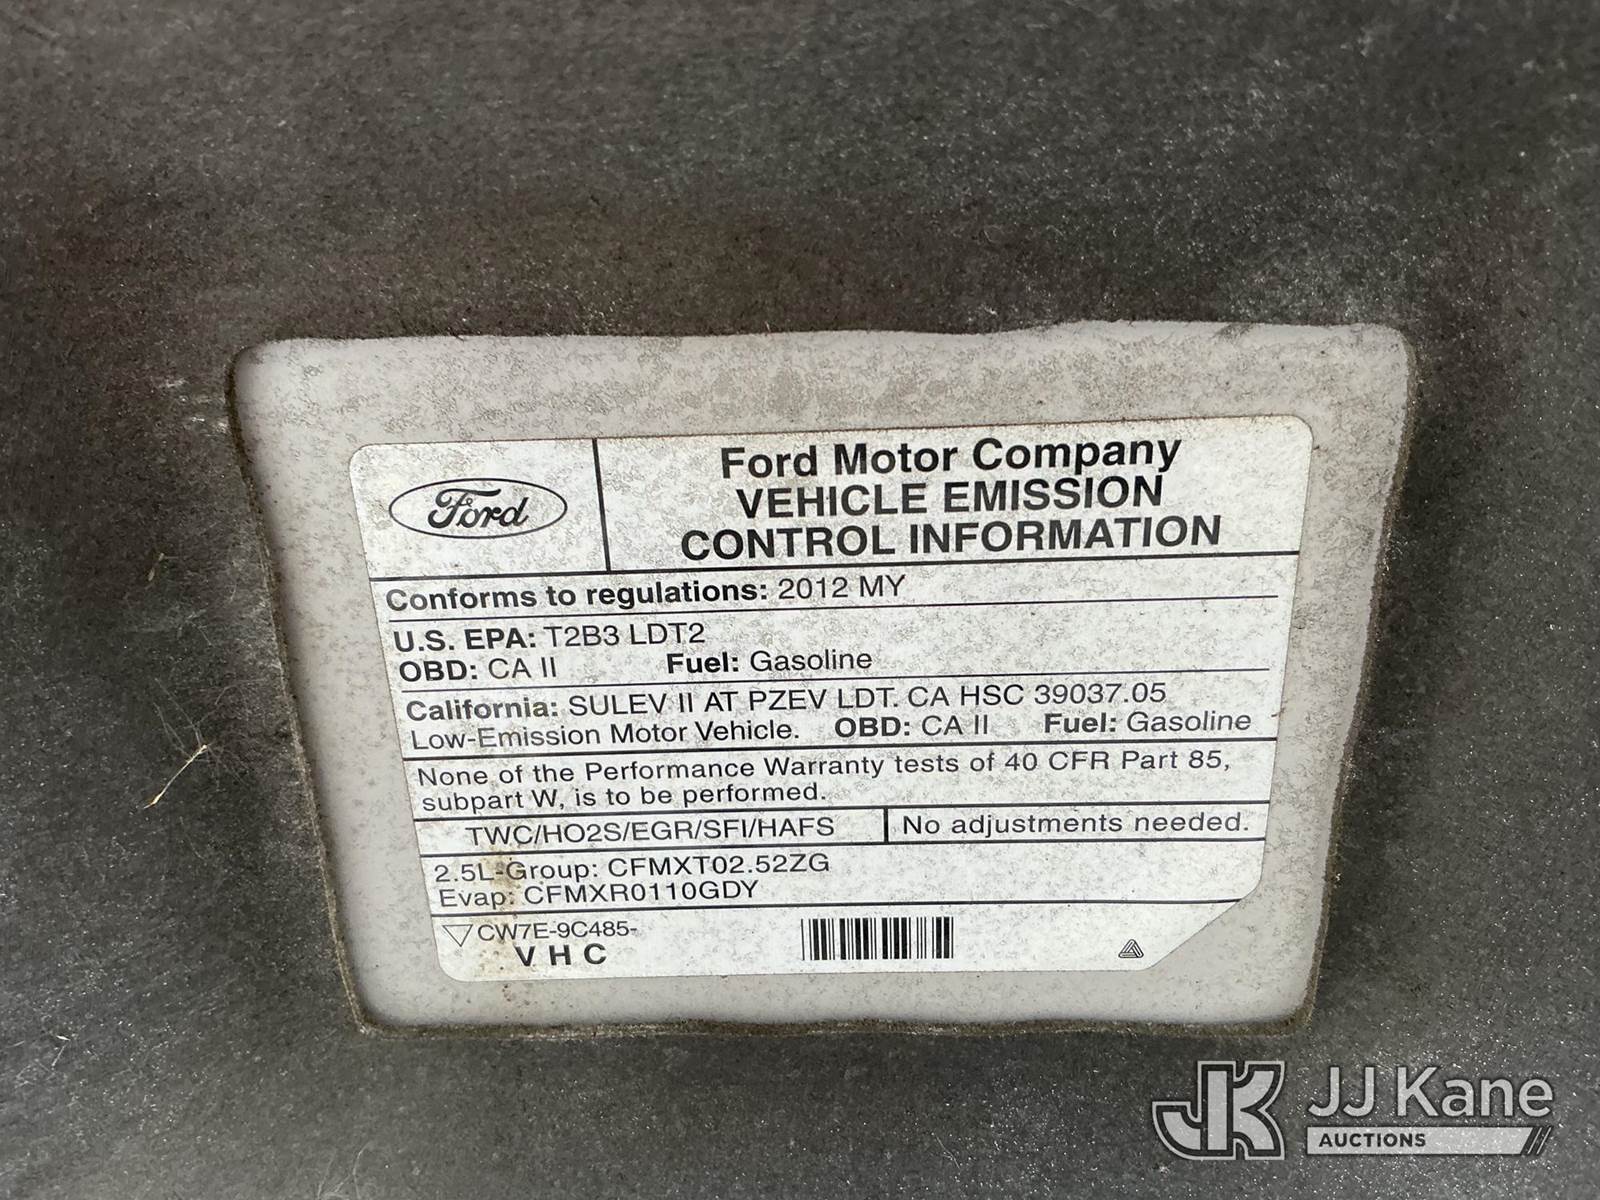 Ford
Ford Motor Company
VEHICLE EMISSION
CONTROL INFORMATION
Conforms to regulations: 2012 MY
U.S. EPA: T2B3 LDT2
OBD: CA II Fuel: Gasoline
California: SULEV II AT PZEV LDT. CA HSC 39037.05
Low-Emission Motor Vehicle. OBD: CA II Fuel: Gasoline
None of the Performance Warranty tests of 40 CFR Part 85,
subpart W, is to be performed.
TWC/HO2S/EGR/SFI/HAFS No adjustments needed.
2.5L-Group: CFMXT02.52ZG
Evap: CFMXR0110GDY
CW7E-9C485-
V H C
JK JJ Kane
AUCTIONS